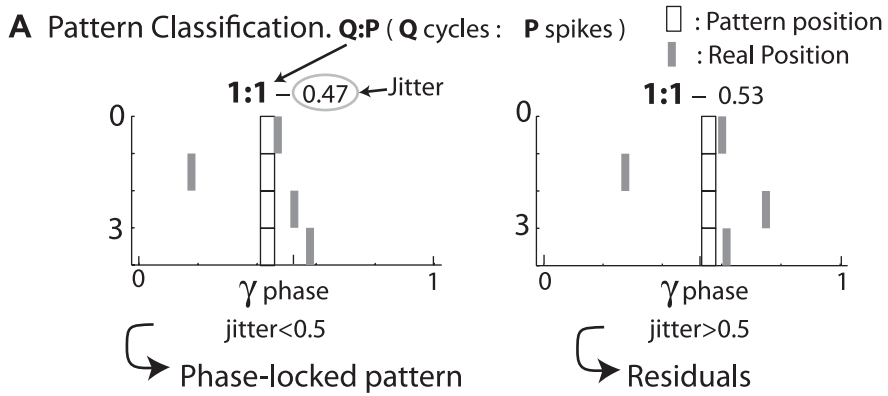 A Pattern Classification. Q:P ( Q cycles : P spikes )
: Pattern position
: Real Position
1:1 – 0.47
Jitter
1:1 – 0.53
0
3
0
1
γ phase
jitter<0.5
Phase-locked pattern
0
3
0
1
γ phase
jitter>0.5
Residuals